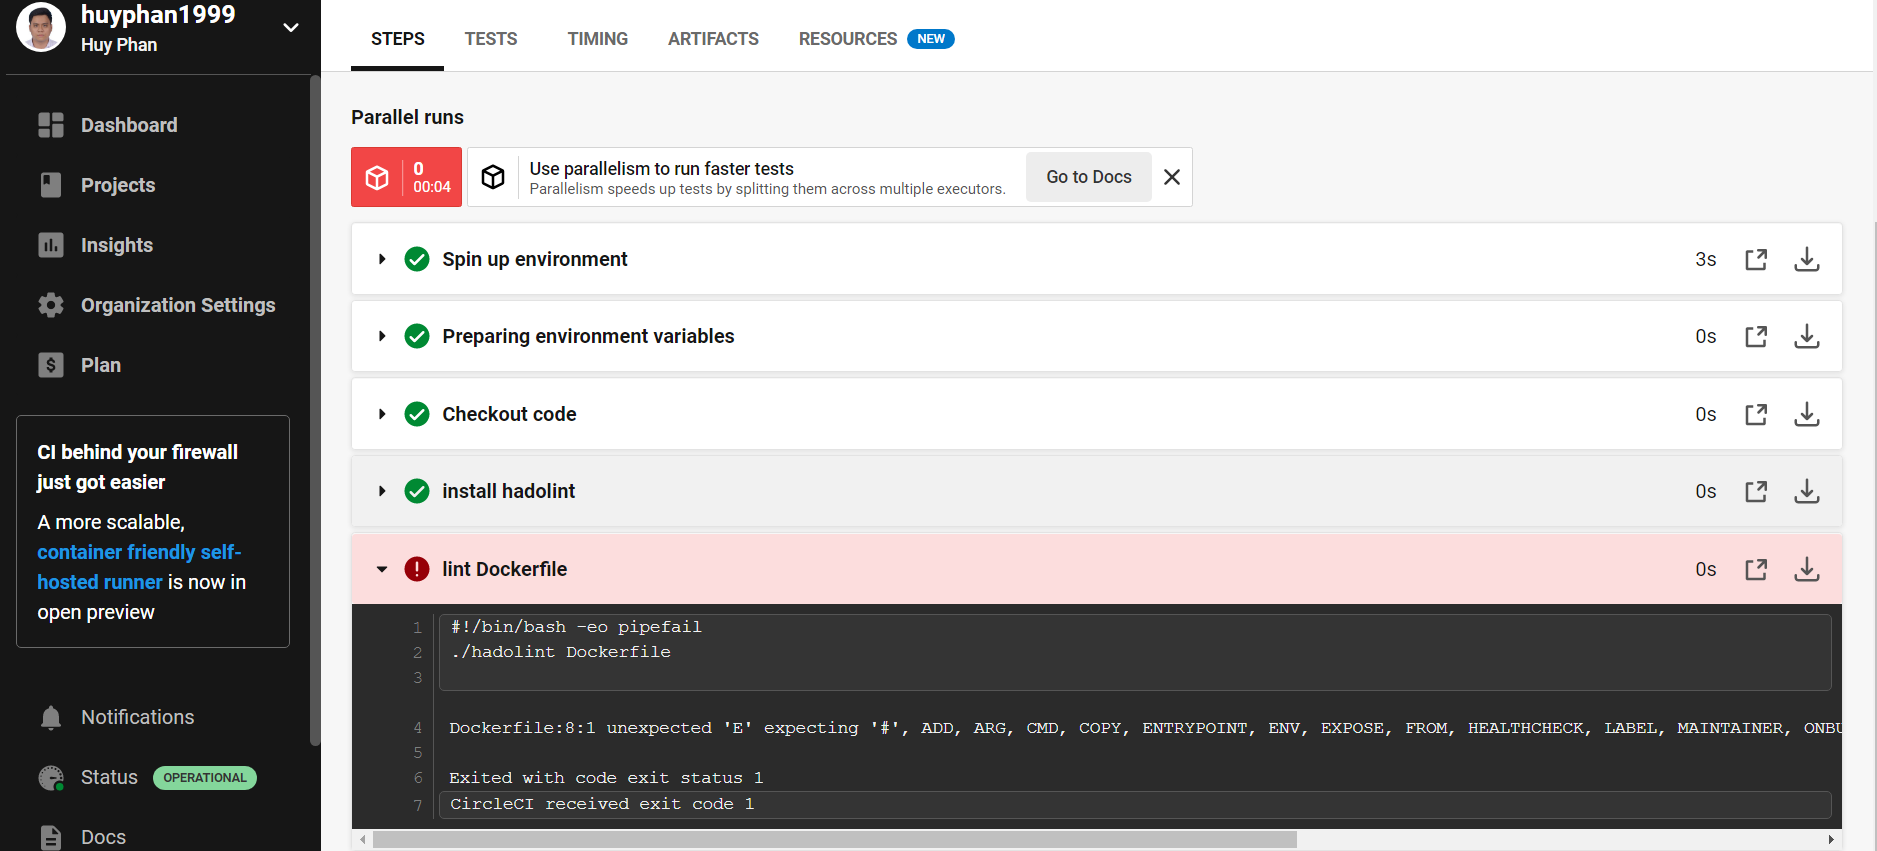 huyphan1999
Huy Phan
Dashboard
Projects
Insights
Organization Settings
Plan
CI behind your firewall
just got easier
A more scalable,
container friendly self-
hosted runner is now in
open preview
Notifications
Status OPERATIONAL
Docs
STEPS TESTS TIMING ARTIFACTS RESOURCES NEW
Parallel runs
0
00:04
Use parallelism to run faster tests
Parallelism speeds up tests by splitting them across multiple executors.
Go to Docs
Spin up environment 3s
Preparing environment variables 0s
Checkout code 0s
install hadolint 0s
lint Dockerfile 0s
1 #!/bin/bash -eo pipefail
2 ./hadolint Dockerfile
3
4 Dockerfile:8:1 unexpected 'E' expecting '#', ADD, ARG, CMD, COPY, ENTRYPOINT, ENV, EXPOSE, FROM, HEALTHCHECK, LABEL, MAINTAINER, ONBU
5
6 Exited with code exit status 1
7 CircleCI received exit code 1